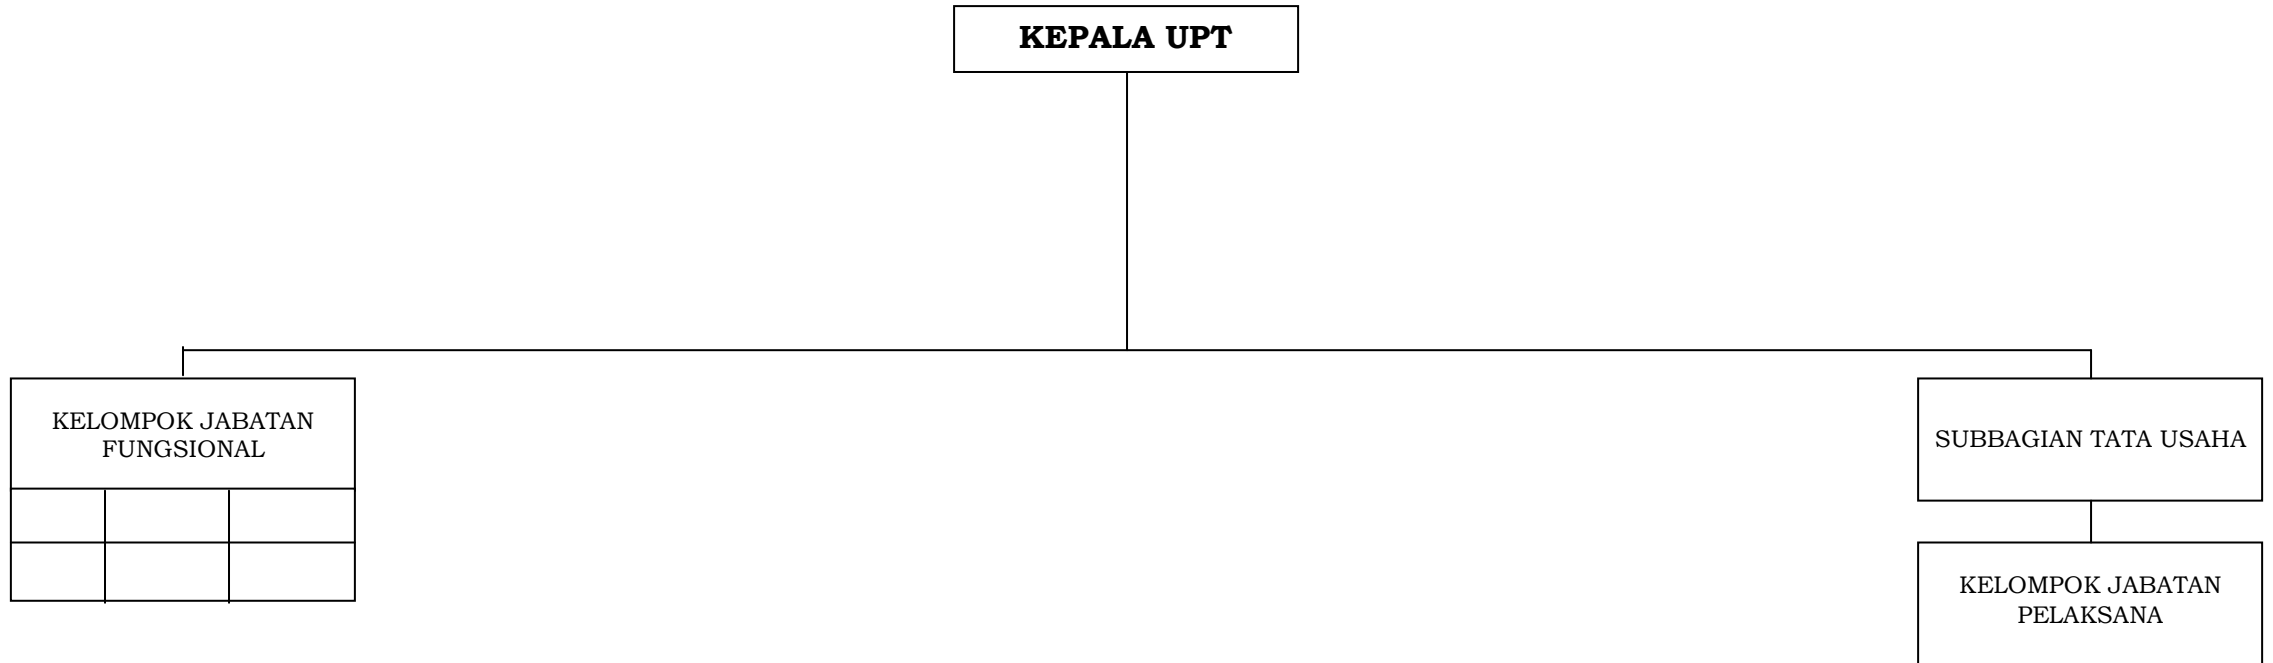 KEPALA UPT
KELOMPOK JABATAN
FUNGSIONAL
SUBBAGIAN TATA USAHA
KELOMPOK JABATAN
PELAKSANA